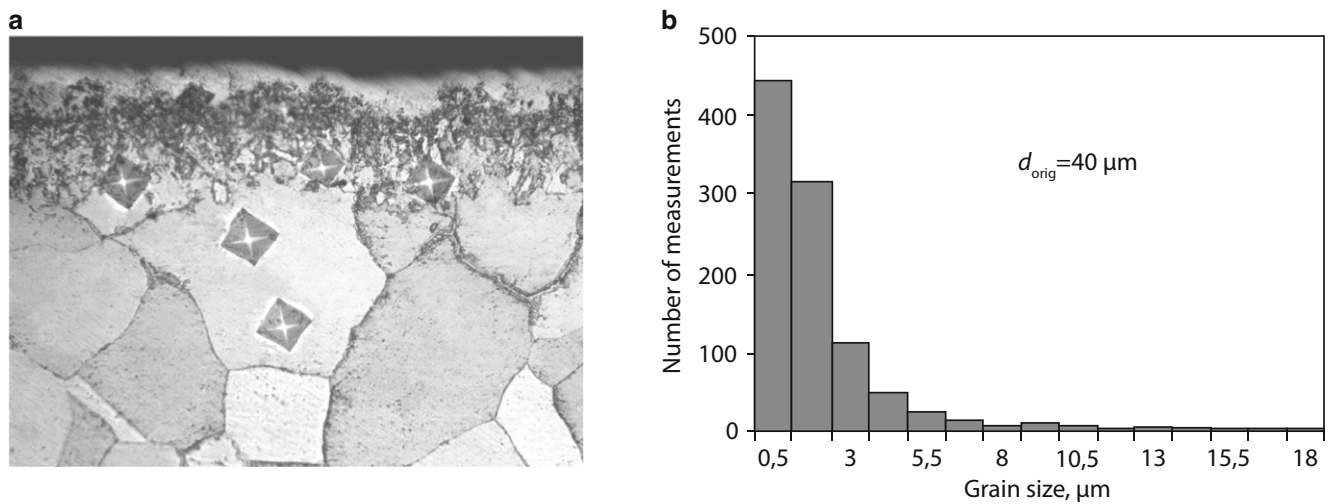 a
b
500
400
300
200
100
0
Number of measurements
d_orig=40 µm
0,5 3 5,5 8 10,5 13 15,5 18
Grain size, µm